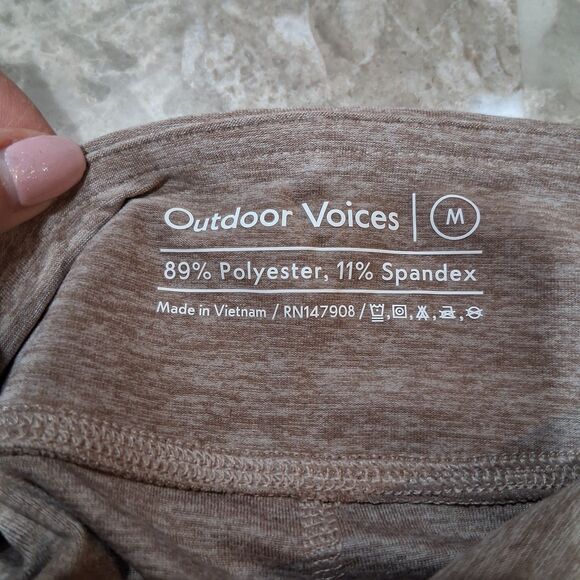 Outdoor Voices | M
89% Polyester, 11% Spandex
Made in Vietnam / RN147908 /